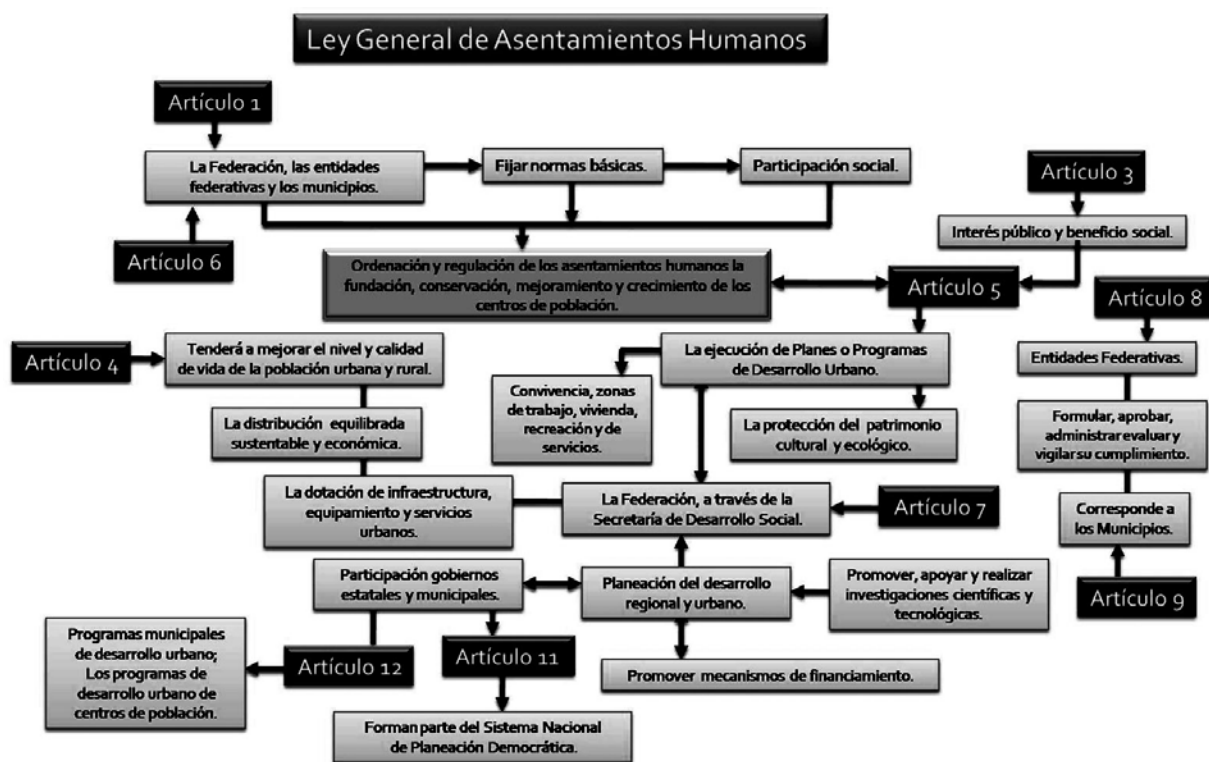 Ley General de Asentamientos Humanos
Artículo 1
La Federación, las entidades
federativas y los municipios.
Fijar normas básicas.
Participación social.
Artículo 3
Artículo 6
Interés público y beneficio social.
Ordenación y regulación de los asentamientos humanos la
fundación, conservación, mejoramiento y crecimiento de los
centros de población.
Artículo 5
Artículo 8
Artículo 4
Tenderá a mejorar el nivel y calidad
de vida de la población urbana y rural.
La ejecución de Planes o Programas
de Desarrollo Urbano.
Entidades Federativas.
Convivencia, zonas
de trabajo, vivienda,
recreación y de
servicios.
La distribución equilibrada
sustentable y económica.
La protección del patrimonio
cultural y ecológico.
Formular, aprobar,
administrar evaluar y
vigilar su cumplimiento.
La dotación de infraestructura,
equipamiento y servicios
urbanos.
La Federación, a través de la
Secretaría de Desarrollo Social.
Artículo 7
Corresponde a
los Municipios.
Participación gobiernos
estatales y municipales.
Planeación del desarrollo
regional y urbano.
Promover, apoyar y realizar
investigaciones científicas y
tecnológicas.
Artículo 9
Programas municipales
de desarrollo urbano;
Los programas de
desarrollo urbano de
centros de población.
Artículo 12
Artículo 11
Promover mecanismos de financiamiento.
Forman parte del Sistema Nacional
de Planeación Democrática.